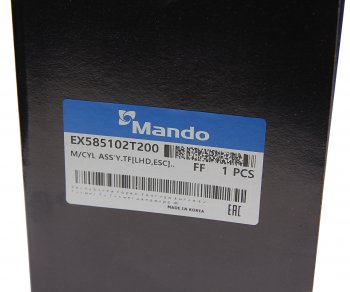 Mando
EX585102T200
M/CYL ASS'Y.TF[LHD,ESC]..
FF 1 PCS
MADE IN KOREA
EAC